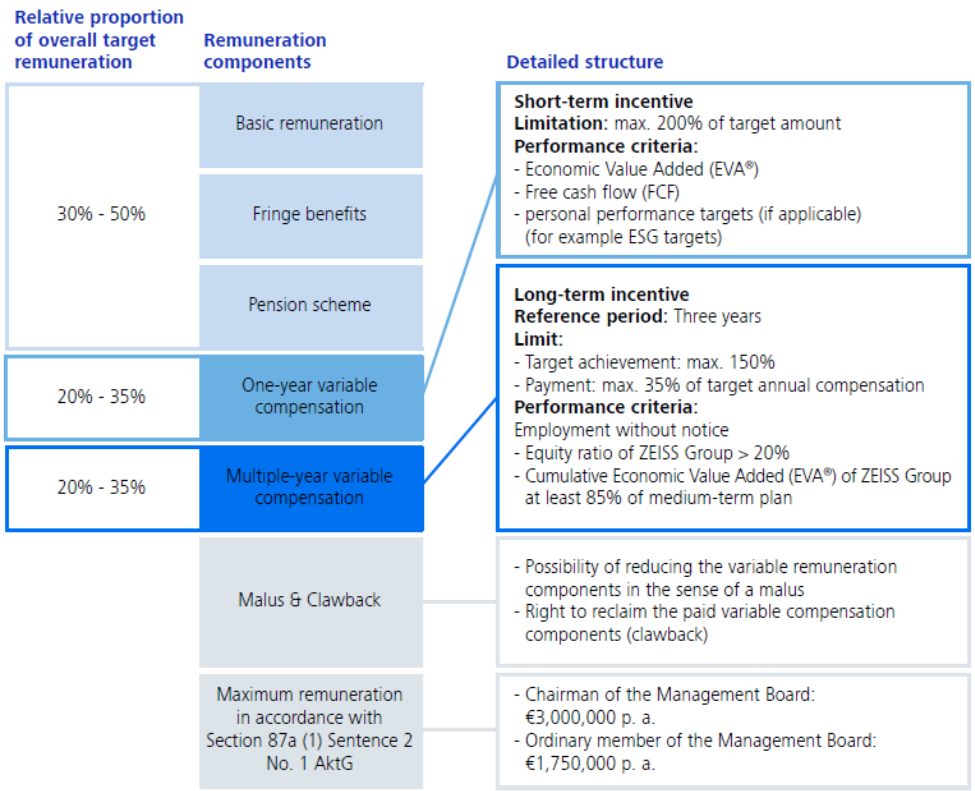 Relative proportion
of overall target
remuneration
Remuneration
components
Detailed structure
30% - 50%
Basic remuneration
Fringe benefits
Pension scheme
20% - 35%
One-year variable
compensation
20% - 35%
Multiple-year variable
compensation
Malus & Clawback
Maximum remuneration
in accordance with
Section 87a (1) Sentence 2
No. 1 AktG
Short-term incentive
Limitation: max. 200% of target amount
Performance criteria:
- Economic Value Added (EVA®)
- Free cash flow (FCF)
- personal performance targets (if applicable)
(for example ESG targets)
Long-term incentive
Reference period: Three years
Limit:
- Target achievement: max. 150%
- Payment: max. 35% of target annual compensation
Performance criteria:
Employment without notice
- Equity ratio of ZEISS Group > 20%
- Cumulative Economic Value Added (EVA®) of ZEISS Group
at least 85% of medium-term plan
- Possibility of reducing the variable remuneration
components in the sense of a malus
- Right to reclaim the paid variable compensation
components (clawback)
- Chairman of the Management Board:
€3,000,000 p. a.
- Ordinary member of the Management Board:
€1,750,000 p. a.